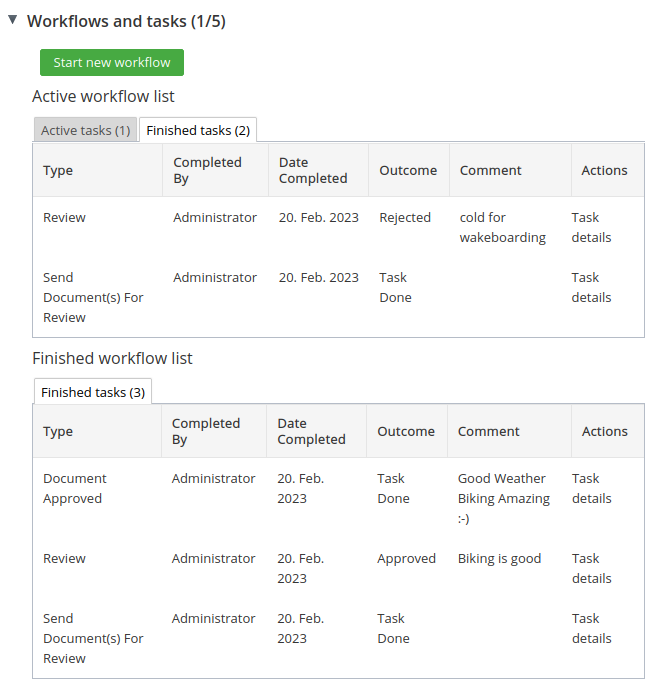 Workflows and tasks (1/5)
Start new workflow
Active workflow list
Active tasks (1) Finished tasks (2)
Type Completed By Date Completed Outcome Comment Actions
Review Administrator 20. Feb. 2023 Rejected cold for wakeboarding Task details
Send Document(s) For Review Administrator 20. Feb. 2023 Task Done Task details
Finished workflow list
Finished tasks (3)
Type Completed By Date Completed Outcome Comment Actions
Document Approved Administrator 20. Feb. 2023 Task Done Good Weather Biking Amazing :-) Task details
Review Administrator 20. Feb. 2023 Approved Biking is good Task details
Send Document(s) For Review Administrator 20. Feb. 2023 Task Done Task details